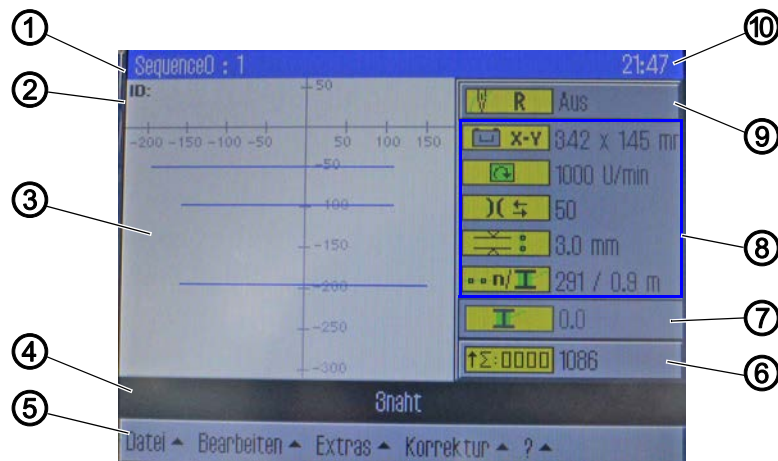 ① ⑩
Sequence0 : 1 21:47
② ID:
50
R Aus ⑨
-200 -150 -100 -50 50 100 150
X-Y 342 x 145 mm
-50
1000 U/min
③ -100
)( 50 ⑧
-150
3.0 mm
-200
n/ 291 / 0.9 m
-250
0.0 ⑦
-300
④ ↑Σ:0000 1086 ⑥
3naht
⑤ Datei Bearbeiten Extras Korrektur ?